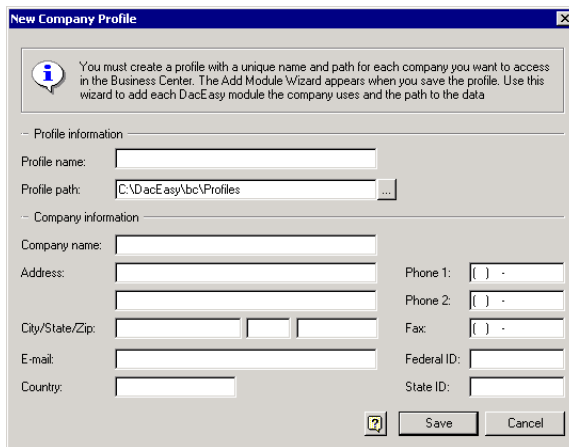 New Company Profile
You must create a profile with a unique name and path for each company you want to access
in the Business Center. The Add Module Wizard appears when you save the profile. Use this
wizard to add each DacEasy module the company uses and the path to the data
Profile information
Profile name:
Profile path: C:\DacEasy\bc\Profiles ...
Company information
Company name:
Address: Phone 1: ( ) -
Phone 2: ( ) -
City/State/Zip: Fax: ( ) -
E-mail: Federal ID:
Country: State ID:
? Save Cancel